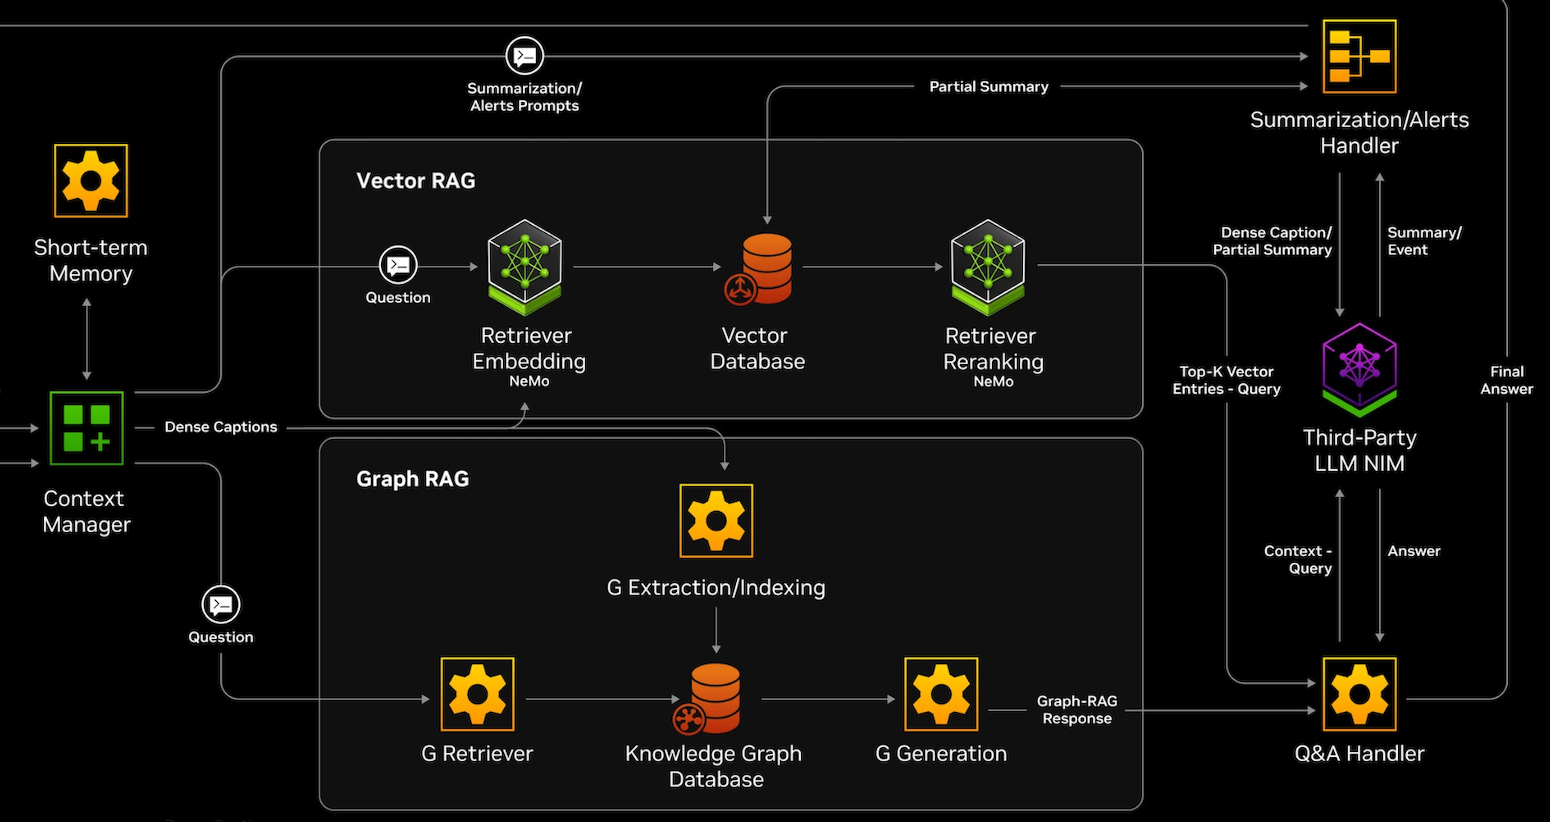 Summarization/
Alerts Prompts
Partial Summary
Summarization/Alerts
Handler
Short-term
Memory
Vector RAG
Question
Retriever
Embedding
NeMo
Vector
Database
Retriever
Reranking
NeMo
Dense Caption/
Partial Summary
Summary/
Event
Top-K Vector
Entries - Query
Final
Answer
Third-Party
LLM NIM
Context
Manager
Dense Captions
Graph RAG
G Extraction/Indexing
Question
G Retriever
Knowledge Graph
Database
G Generation
Graph-RAG
Response
Context -
Query
Answer
Q&A Handler